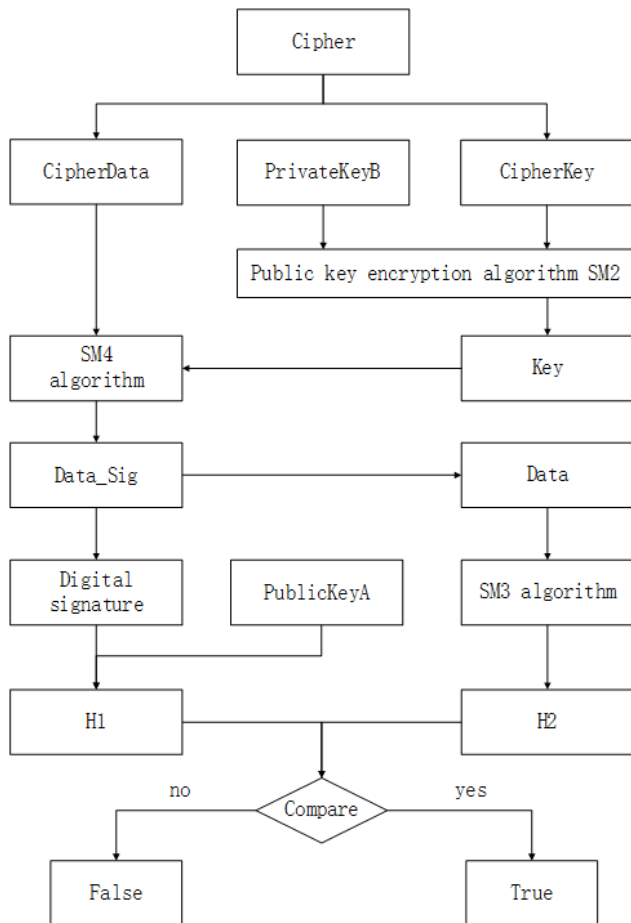 Cipher
CipherData
PrivateKeyB
CipherKey
Public key encryption algorithm SM2
SM4
algorithm
Key
Data_Sig
Data
Digital
signature
PublicKeyA
SM3 algorithm
H1
H2
no
Compare
yes
False
True